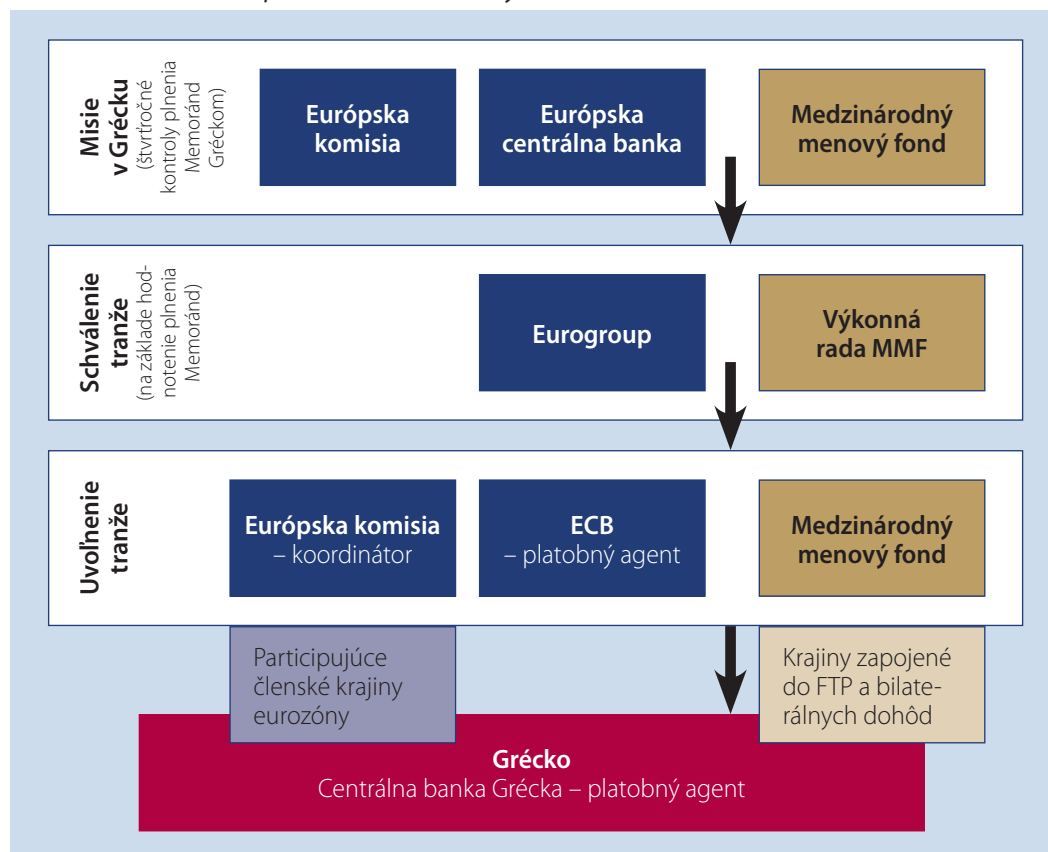 Misie
v Grécku
(štvrťročné
kontroly plnenia
Memoránd
Gréckom)
Európska
komisia
Európska
centrálna banka
Medzinárodný
menový fond
Schválenie
tranže
(na základe hod-
notenie plnenia
Memoránd)
Eurogroup
Výkonná
rada MMF
Uvoľnenie
tranže
Európska komisia
– koordinátor
ECB
– platobný agent
Medzinárodný
menový fond
Participujúce
členské krajiny
eurozóny
Krajiny zapojené
do FTP a bilate-
rálnych dohôd
Grécko
Centrálna banka Grécka – platobný agent